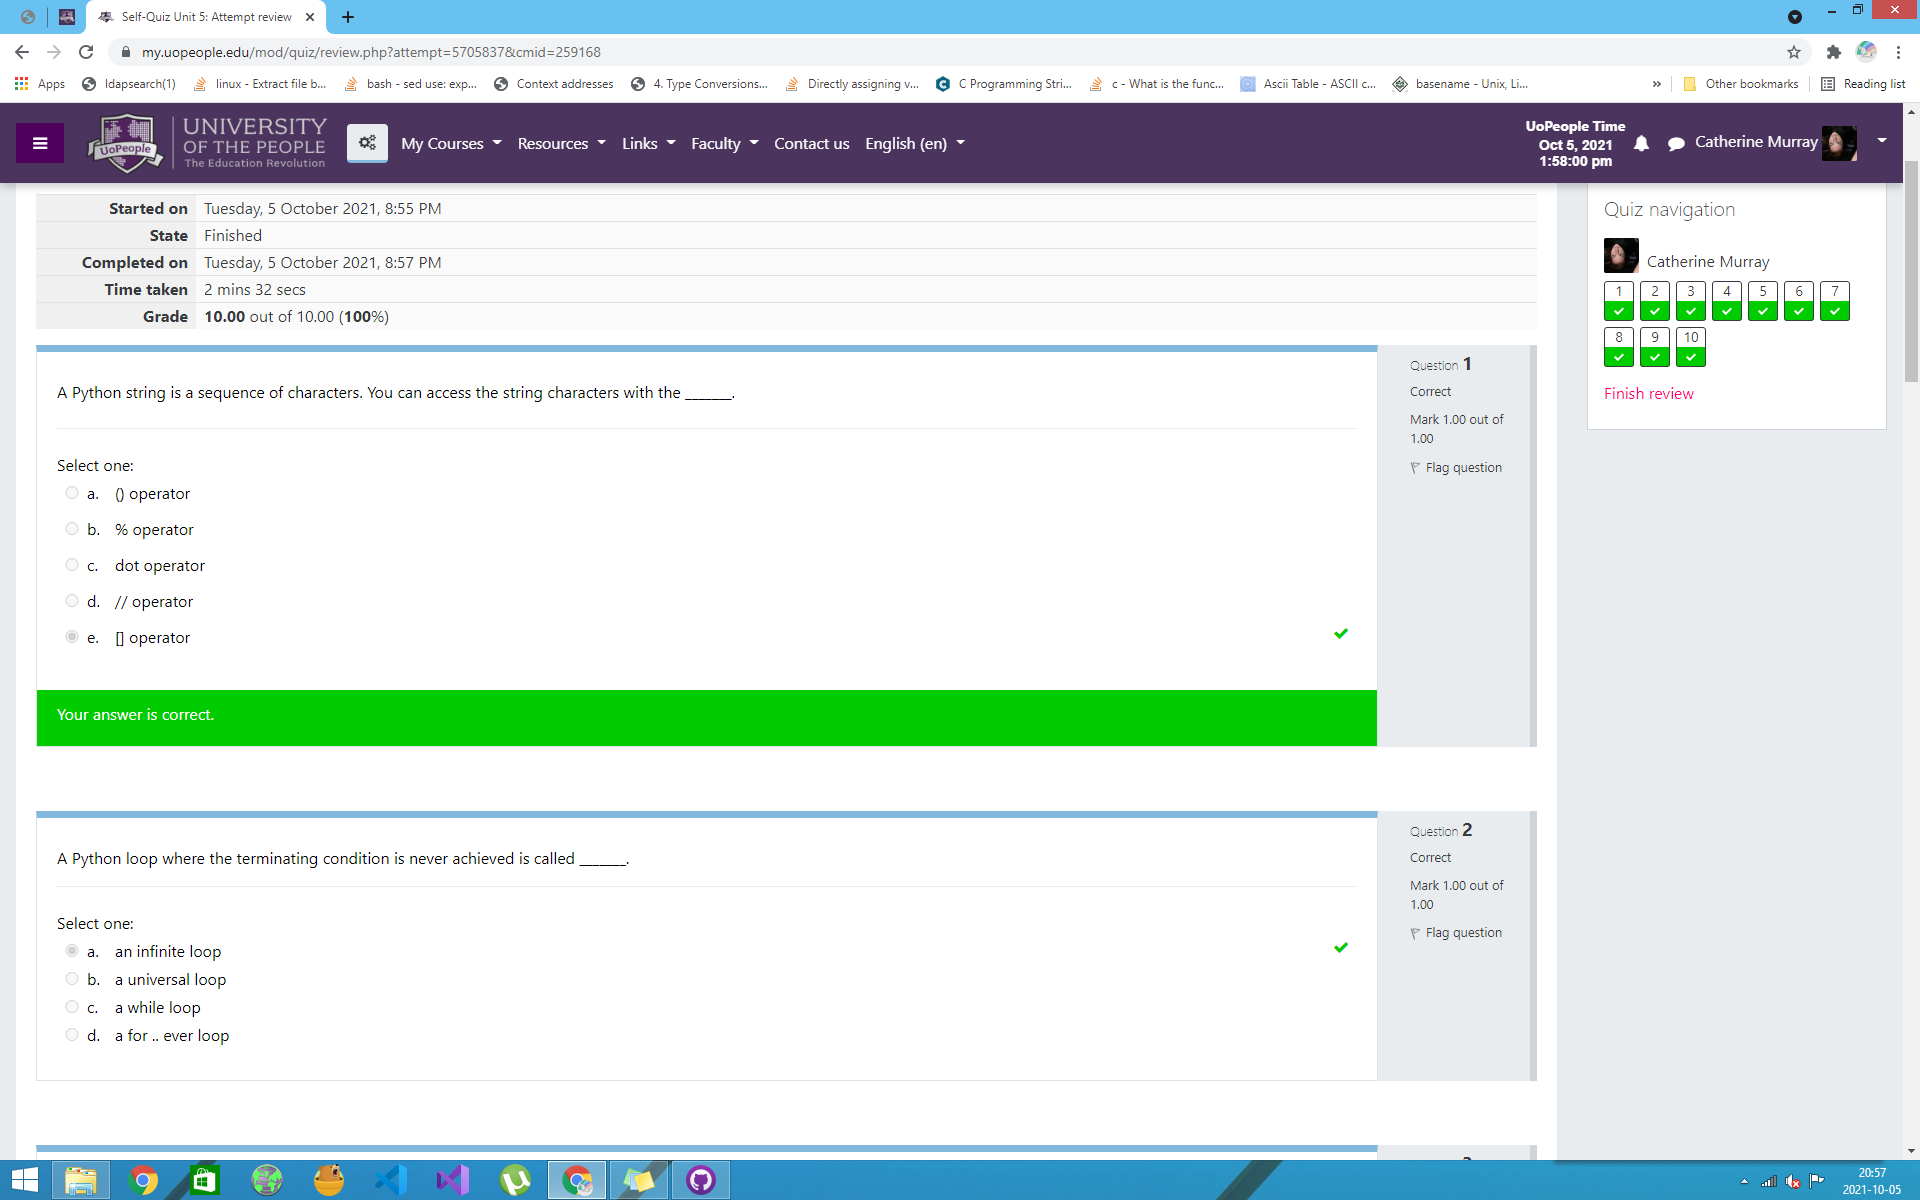 Self-Quiz Unit 5: Attempt review
my.uopeople.edu/mod/quiz/review.php?attempt=5705837&cmid=259168
Apps ldapsearch(1) linux - Extract file b... bash - sed use: exp... Context addresses 4. Type Conversions... Directly assigning v... C Programming Stri... c - What is the func... Ascii Table - ASCII c... basename - Unix, Li... » Other bookmarks Reading list
UoPeople
UNIVERSITY
OF THE PEOPLE
The Education Revolution
My Courses Resources Links Faculty Contact us English (en)
UoPeople Time
Oct 5, 2021
1:58:00 pm
Catherine Murray
Started on Tuesday, 5 October 2021, 8:55 PM
State Finished
Completed on Tuesday, 5 October 2021, 8:57 PM
Time taken 2 mins 32 secs
Grade 10.00 out of 10.00 (100%)
A Python string is a sequence of characters. You can access the string characters with the _______.
Select one:
a. () operator
b. % operator
c. dot operator
d. // operator
e. [] operator
Your answer is correct.
Question 1
Correct
Mark 1.00 out of
1.00
Flag question
A Python loop where the terminating condition is never achieved is called _______.
Select one:
a. an infinite loop
b. a universal loop
c. a while loop
d. a for .. ever loop
Question 2
Correct
Mark 1.00 out of
1.00
Flag question
Quiz navigation
Catherine Murray
1 2 3 4 5 6 7
8 9 10
Finish review
20:57
2021-10-05